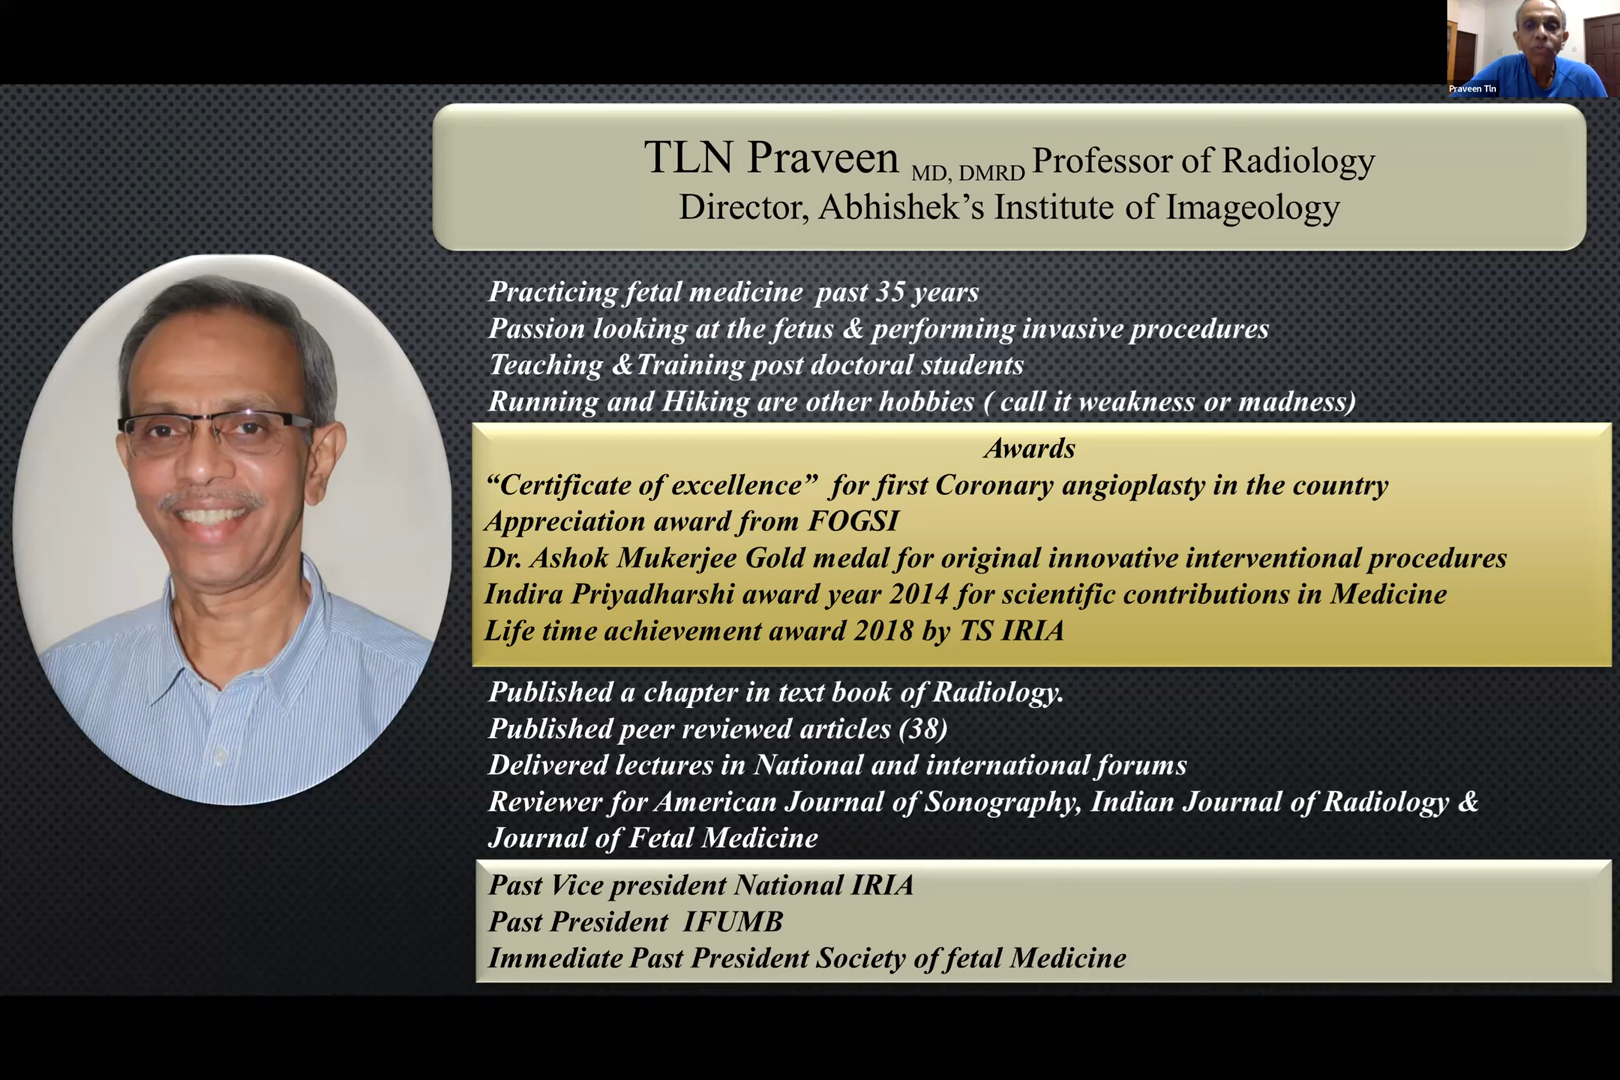 Praveen Tln
TLN Praveen MD, DMRD Professor of Radiology
Director, Abhishek’s Institute of Imageology
Practicing fetal medicine past 35 years
Passion looking at the fetus & performing invasive procedures
Teaching &Training post doctoral students
Running and Hiking are other hobbies ( call it weakness or madness)
Awards
“Certificate of excellence” for first Coronary angioplasty in the country
Appreciation award from FOGSI
Dr. Ashok Mukerjee Gold medal for original innovative interventional procedures
Indira Priyadharshi award year 2014 for scientific contributions in Medicine
Life time achievement award 2018 by TS IRIA
Published a chapter in text book of Radiology.
Published peer reviewed articles (38)
Delivered lectures in National and international forums
Reviewer for American Journal of Sonography, Indian Journal of Radiology &
Journal of Fetal Medicine
Past Vice president National IRIA
Past President IFUMB
Immediate Past President Society of fetal Medicine